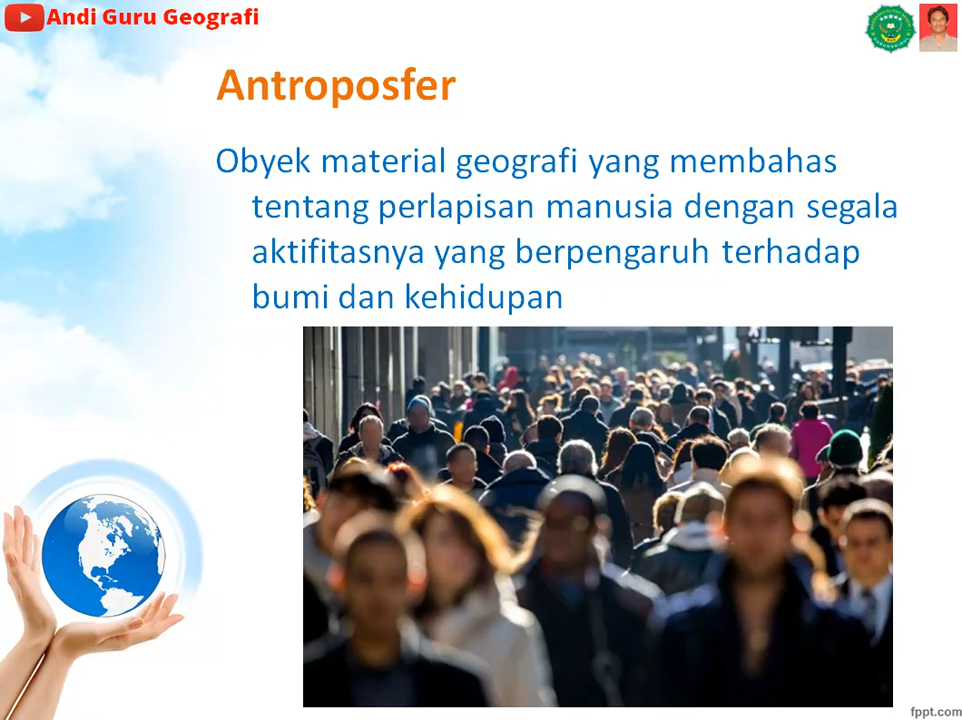 Andi Guru Geografi
Antroposfer
Obyek material geografi yang membahas
tentang perlapisan manusia dengan segala
aktifitasnya yang berpengaruh terhadap
bumi dan kehidupan
fppt.com